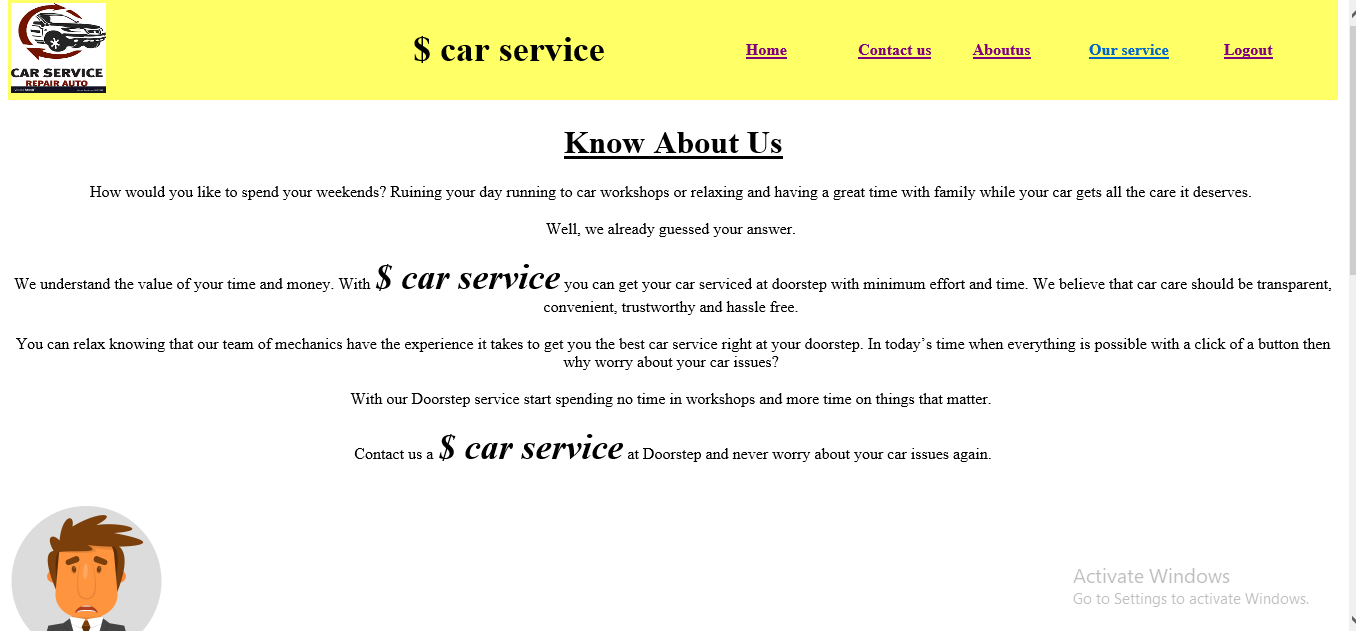 CAR SERVICE
REPAIR AUTO
$ car service
Home Contact us Aboutus Our service Logout
Know About Us
How would you like to spend your weekends? Ruining your day running to car workshops or relaxing and having a great time with family while your car gets all the care it deserves.
Well, we already guessed your answer.
We understand the value of your time and money. With $ car service you can get your car serviced at doorstep with minimum effort and time. We believe that car care should be transparent,
convenient, trustworthy and hassle free.
You can relax knowing that our team of mechanics have the experience it takes to get you the best car service right at your doorstep. In today’s time when everything is possible with a click of a button then
why worry about your car issues?
With our Doorstep service start spending no time in workshops and more time on things that matter.
Contact us a $ car service at Doorstep and never worry about your car issues again.
Activate Windows
Go to Settings to activate Windows.